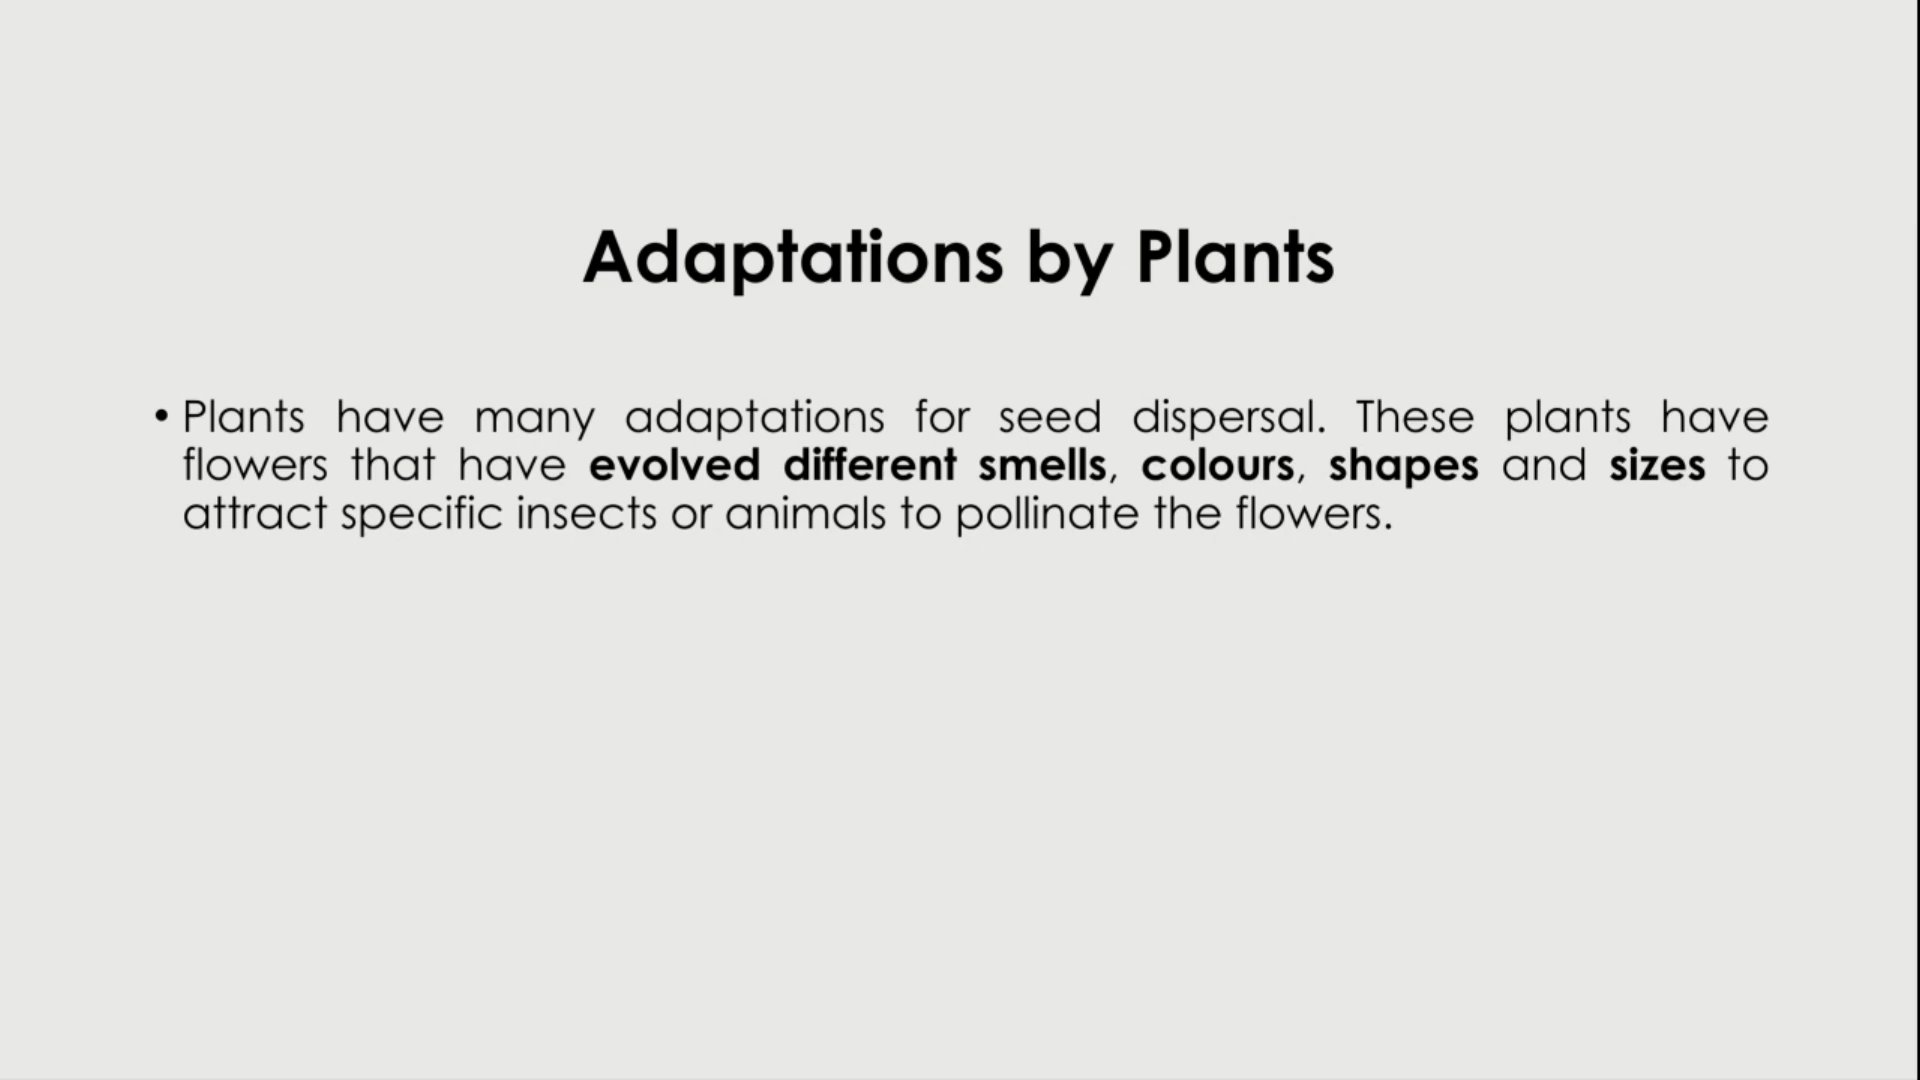 Adaptations by Plants
• Plants have many adaptations for seed dispersal. These plants have
flowers that have evolved different smells, colours, shapes and sizes to
attract specific insects or animals to pollinate the flowers.